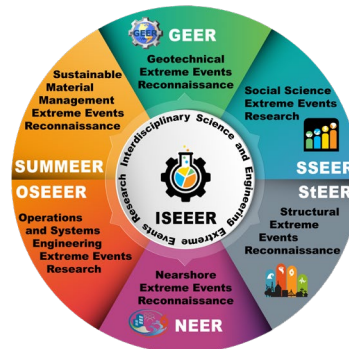 GEER
GEER
Geotechnical
Extreme Events
Reconnaissance
Social Science
Extreme Events
Research
SSEER
StEER
Structural
Extreme
Events
Reconnaissance
Nearshore
Extreme Events
Reconnaissance
NEER
OSEEER
Operations
and Systems
Engineering
Extreme Events
Research
Sustainable
Material
Management
Extreme Events
Reconnaissance
SUMMEER
Interdisciplinary Science and Engineering Extreme Events Research
ISEEER